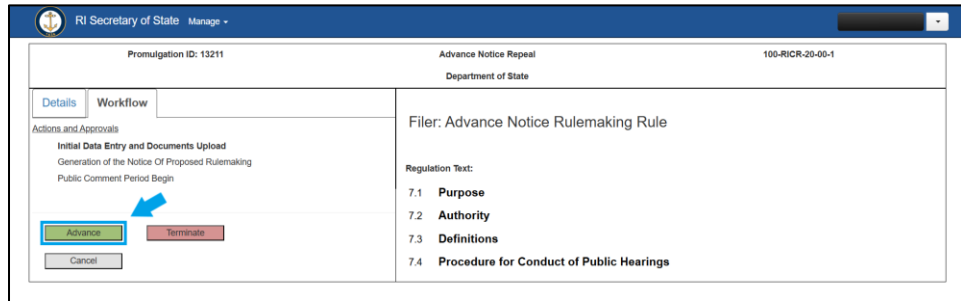 RI Secretary of State Manage
Promulgation ID: 13211 Advance Notice Repeal 100-RICR-20-00-1
Department of State
Details Workflow
Actions and Approvals
Initial Data Entry and Documents Upload
Generation of the Notice Of Proposed Rulemaking
Public Comment Period Begin
Advance Terminate
Cancel
Filer: Advance Notice Rulemaking Rule
Regulation Text:
7.1 Purpose
7.2 Authority
7.3 Definitions
7.4 Procedure for Conduct of Public Hearings